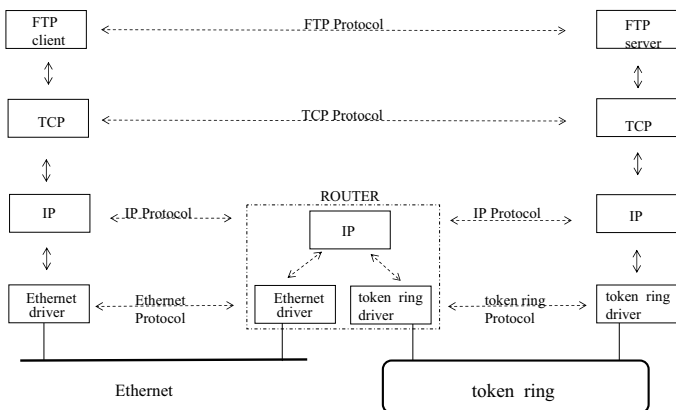 FTP
client
FTP Protocol
FTP
server
TCP
TCP Protocol
TCP
ROUTER
IP
IP Protocol
IP
IP Protocol
IP
Ethernet
driver
Ethernet
Protocol
Ethernet
driver
token ring
driver
token ring
Protocol
token ring
driver
Ethernet
token ring